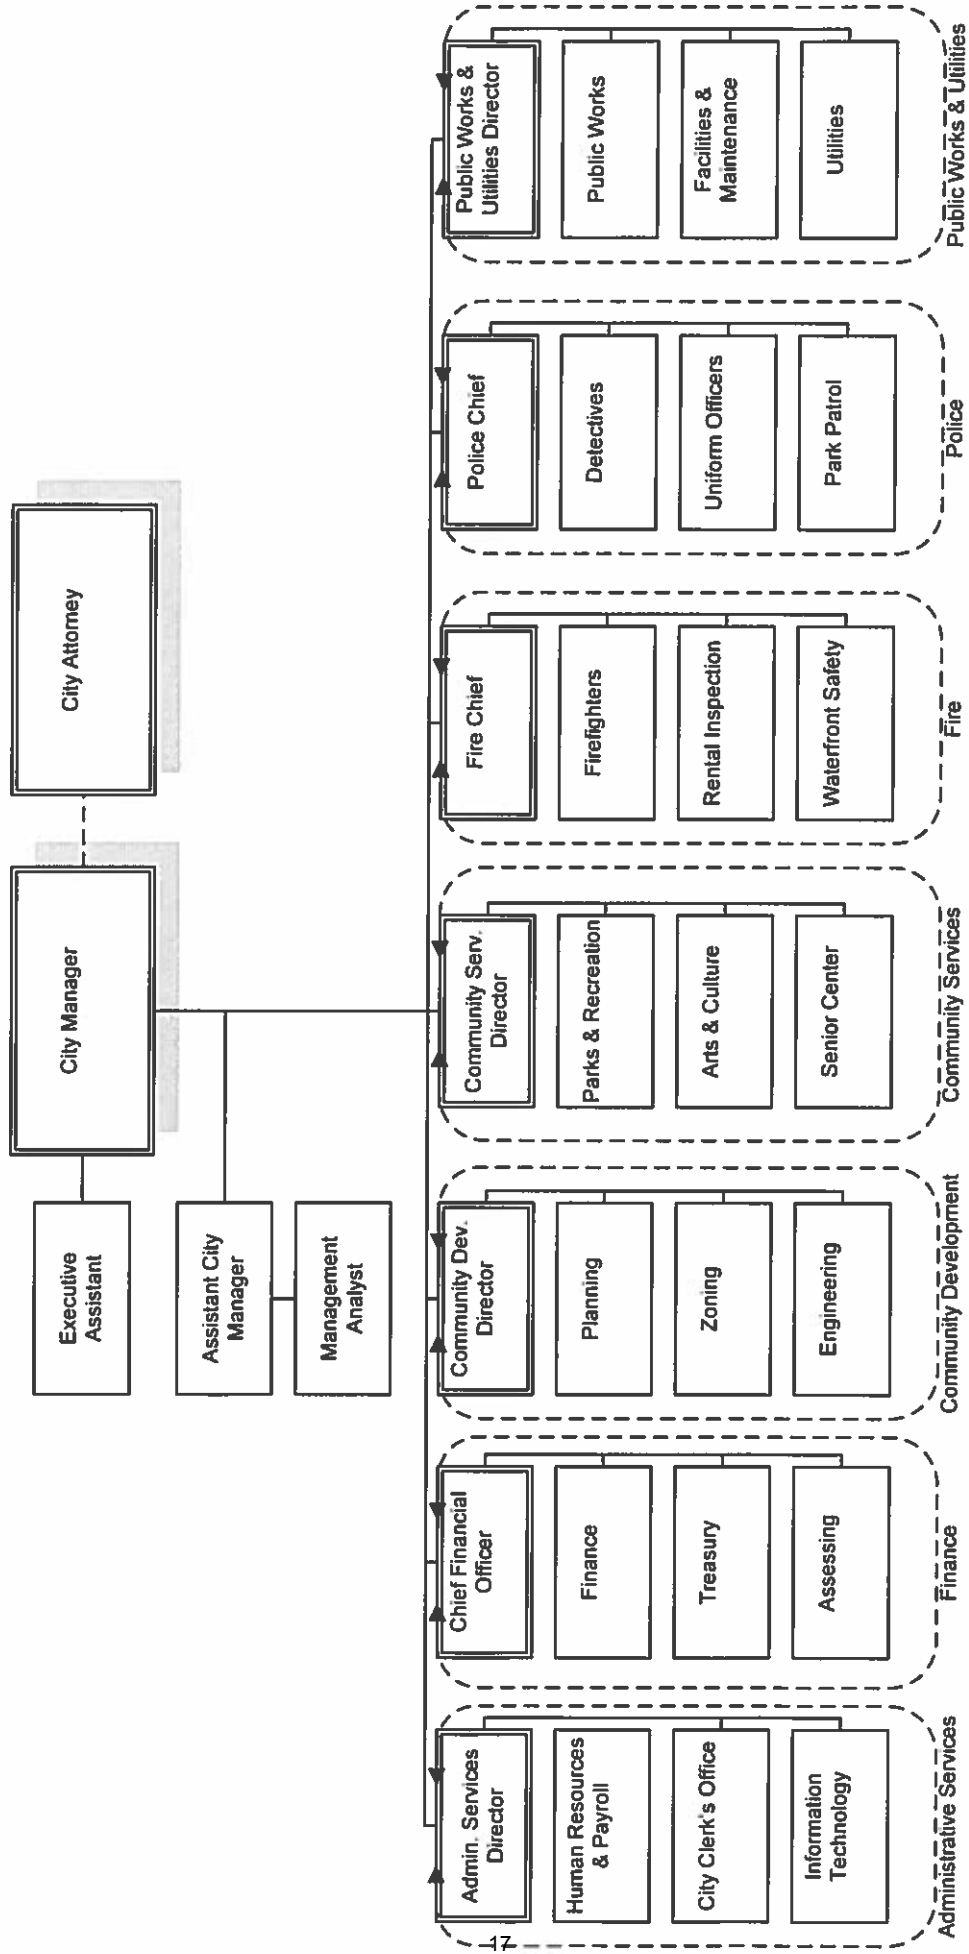 City Manager
City Attorney
Executive
Assistant
Assistant City
Manager
Management
Analyst
Admin. Services
Director
Human Resources
& Payroll
City Clerk's Office
Information
Technology
Administrative Services
Chief Financial
Officer
Finance
Treasury
Assessing
Finance
Community Dev.
Director
Planning
Zoning
Engineering
Community Development
Community Serv.
Director
Parks & Recreation
Arts & Culture
Senior Center
Community Services
Fire Chief
Firefighters
Rental Inspection
Waterfront Safety
Fire
Police Chief
Detectives
Uniform Officers
Park Patrol
Police
Public Works &
Utilities Director
Public Works
Facilities &
Maintenance
Utilities
Public Works & Utilities
17